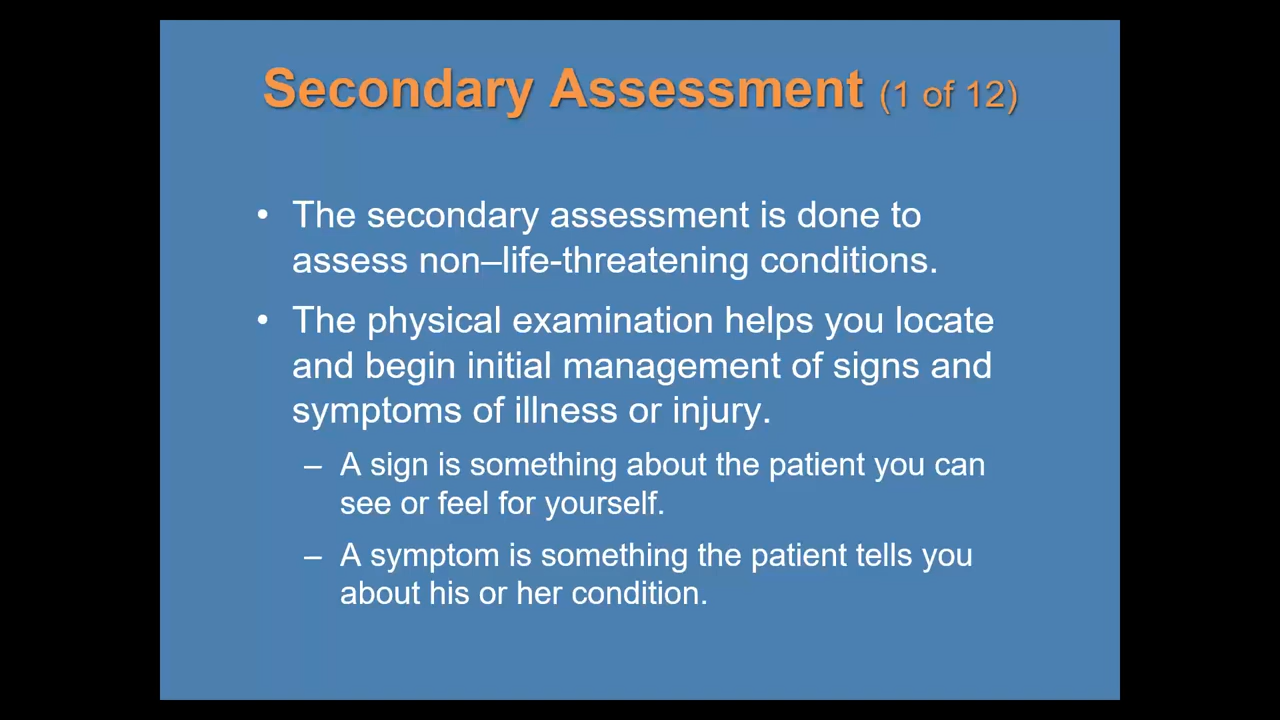 Secondary Assessment (1 of 12)
• The secondary assessment is done to
assess non–life-threatening conditions.
• The physical examination helps you locate
and begin initial management of signs and
symptoms of illness or injury.
– A sign is something about the patient you can
see or feel for yourself.
– A symptom is something the patient tells you
about his or her condition.